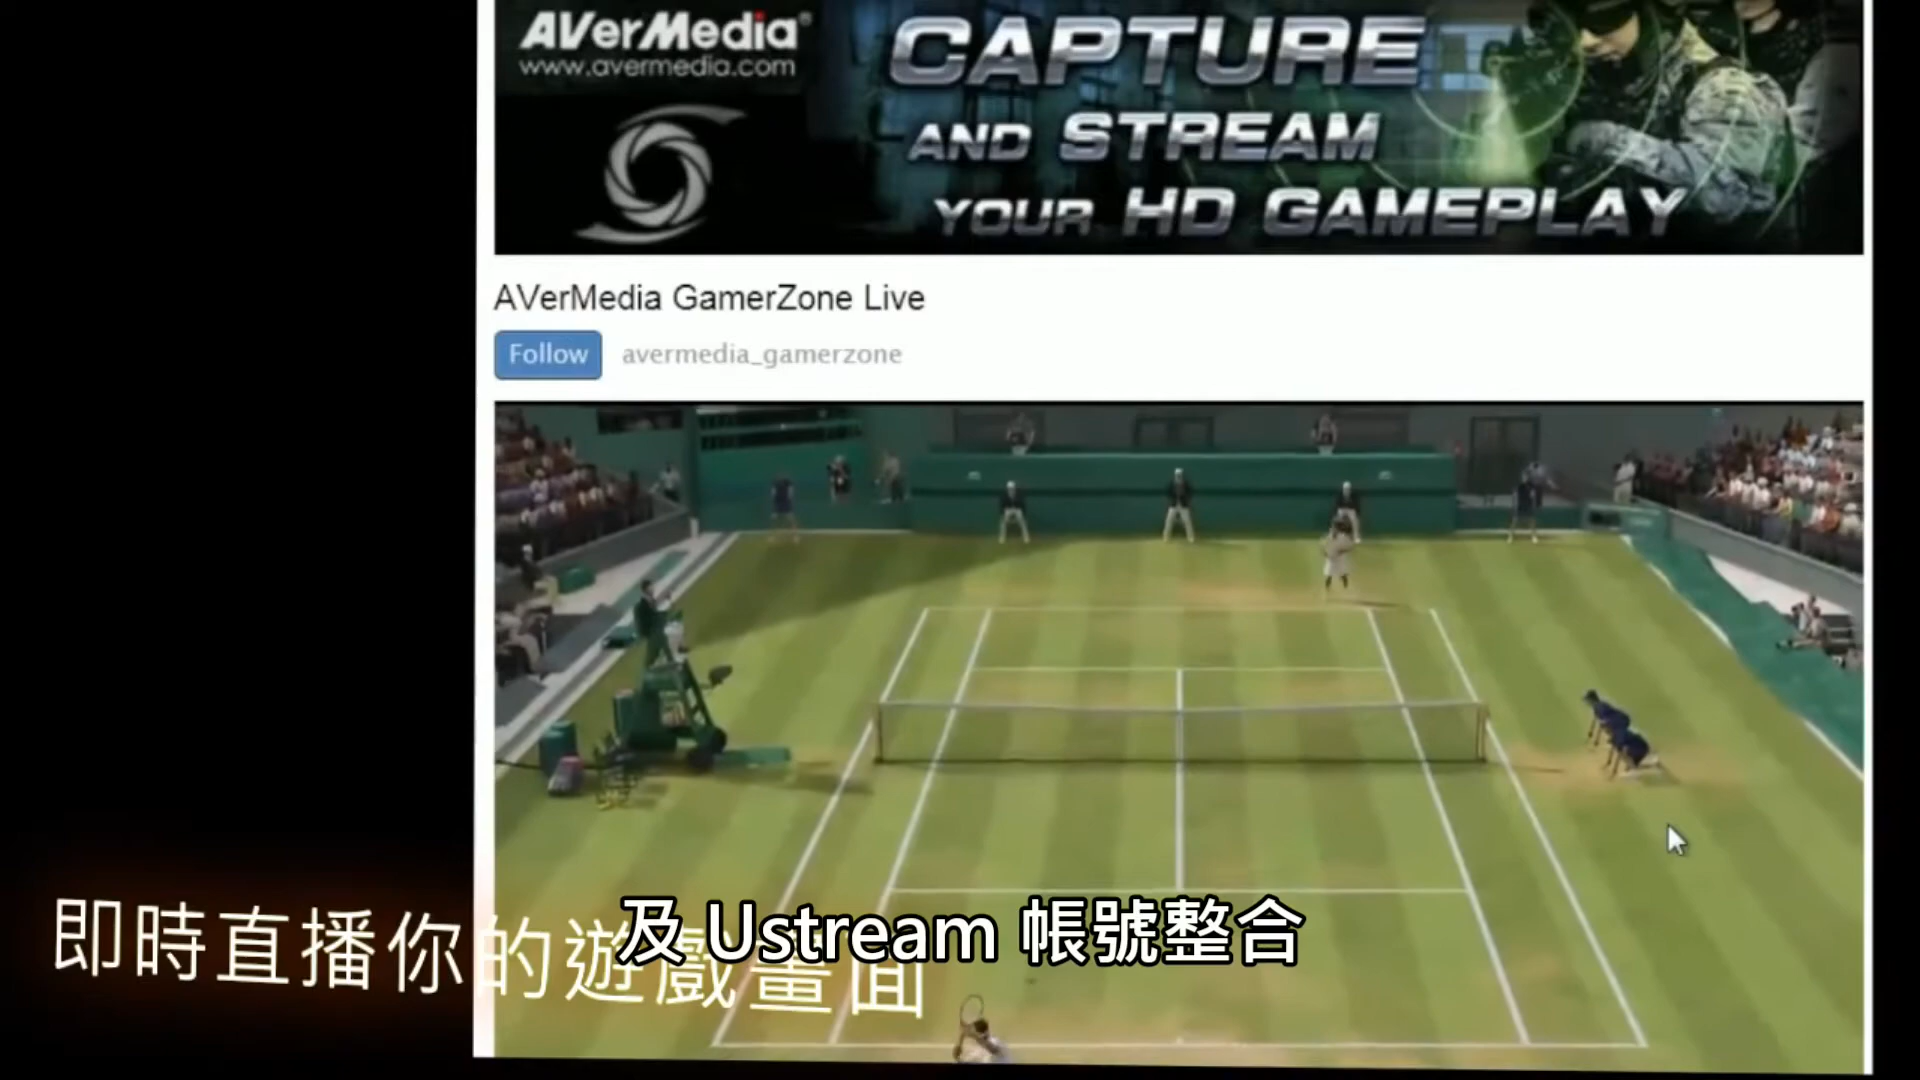 AVerMedia®
www.avermedia.com
CAPTURE
AND STREAM
YOUR HD GAMEPLAY
AVerMedia GamerZone Live
Follow
avermedia_gamerzone
即時直播你的遊戲畫面
及 Ustream 帳號整合